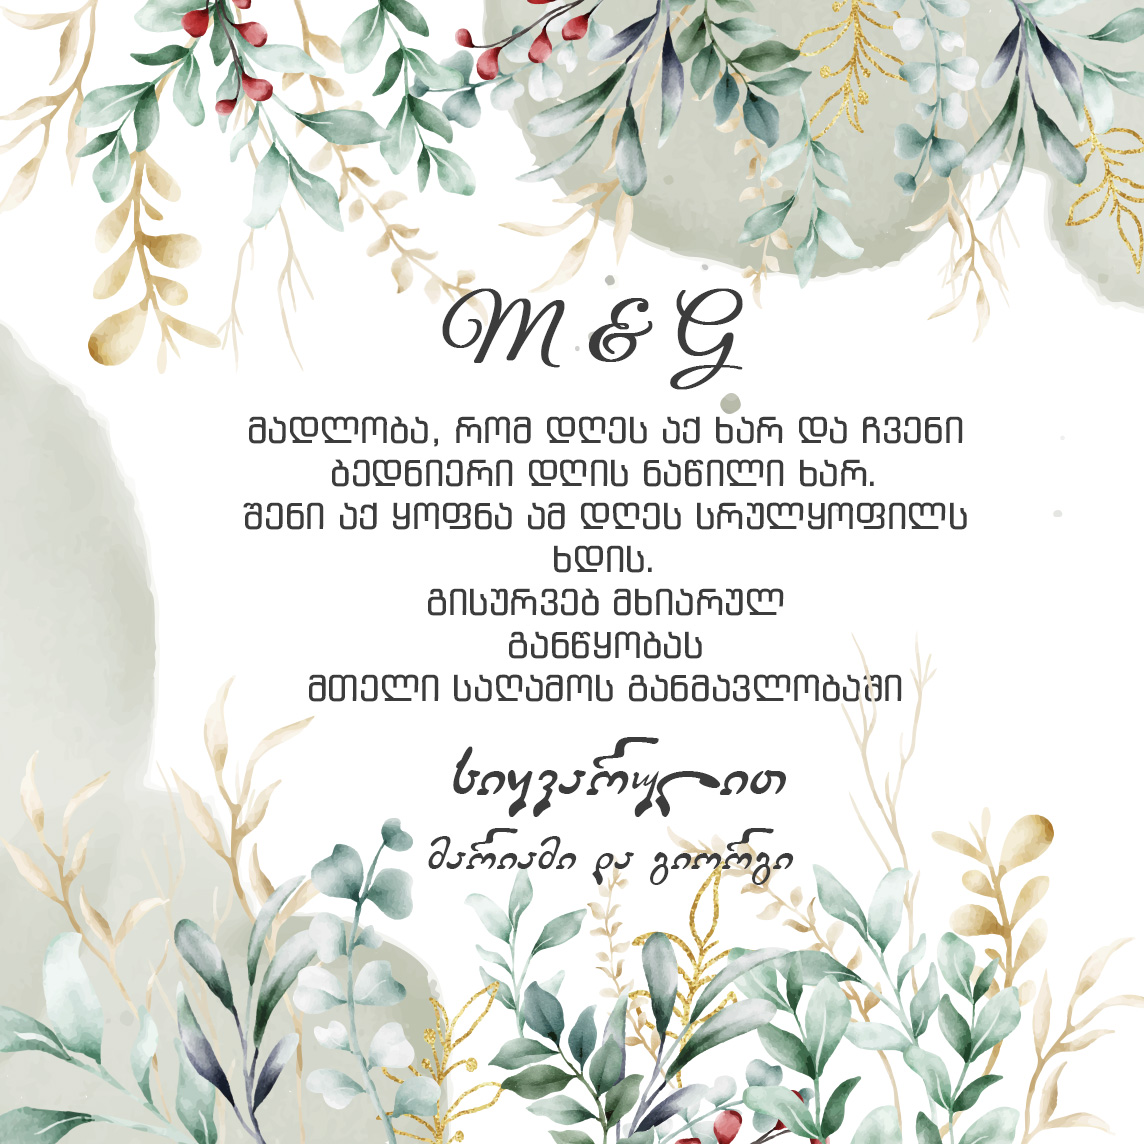 M & G
მადლობა, რომ დღეს აქ ხარ და ჩვენი
ბედნიერი დღის ნაწილი ხარ.
შენი აქ ყოფნა ამ დღეს სრულყოფილს
ხდის.
გისურვებ მხიარულ
განწყობას
მთელი საღამოს განმავლობაში
სიყვარულით
მარიამი და გიორგი